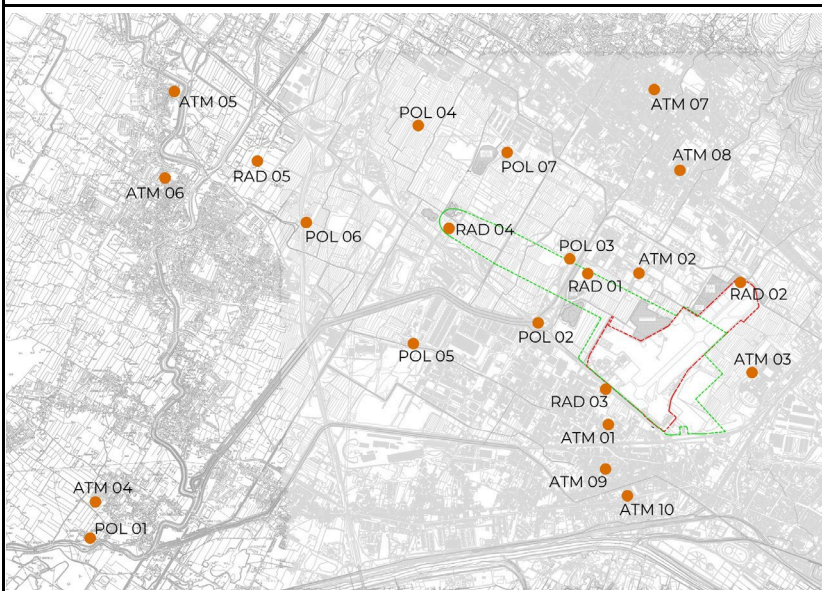 ATM 05
ATM 07
POL 04
POL 07
RAD 05
ATM 08
ATM 06
POL 06
RAD 04
POL 03
ATM 02
RAD 01
RAD 02
POL 02
POL 05
ATM 03
RAD 03
ATM 01
ATM 09
ATM 04
ATM 10
POL 01